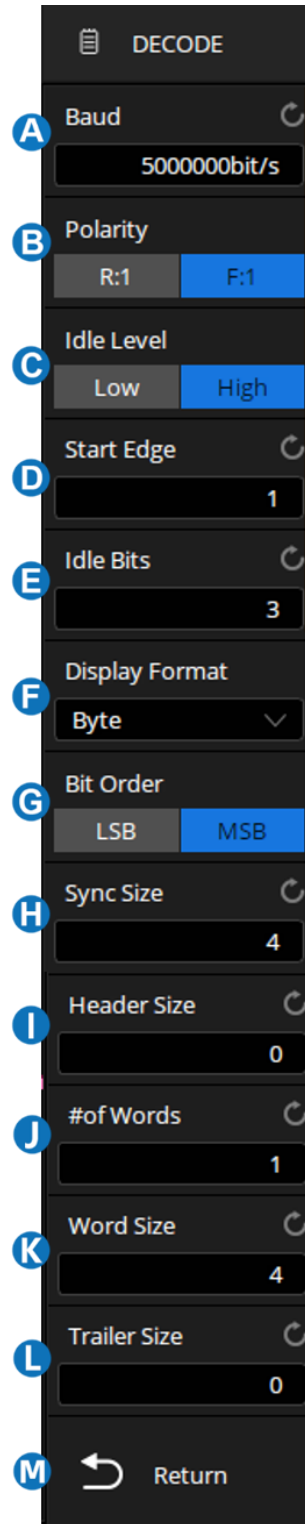 DECODE
A Baud
5000000bit/s
B Polarity
R:1 F:1
C Idle Level
Low High
D Start Edge
1
E Idle Bits
3
F Display Format
Byte
G Bit Order
LSB MSB
H Sync Size
4
I Header Size
0
J #of Words
1
K Word Size
4
L Trailer Size
0
M Return